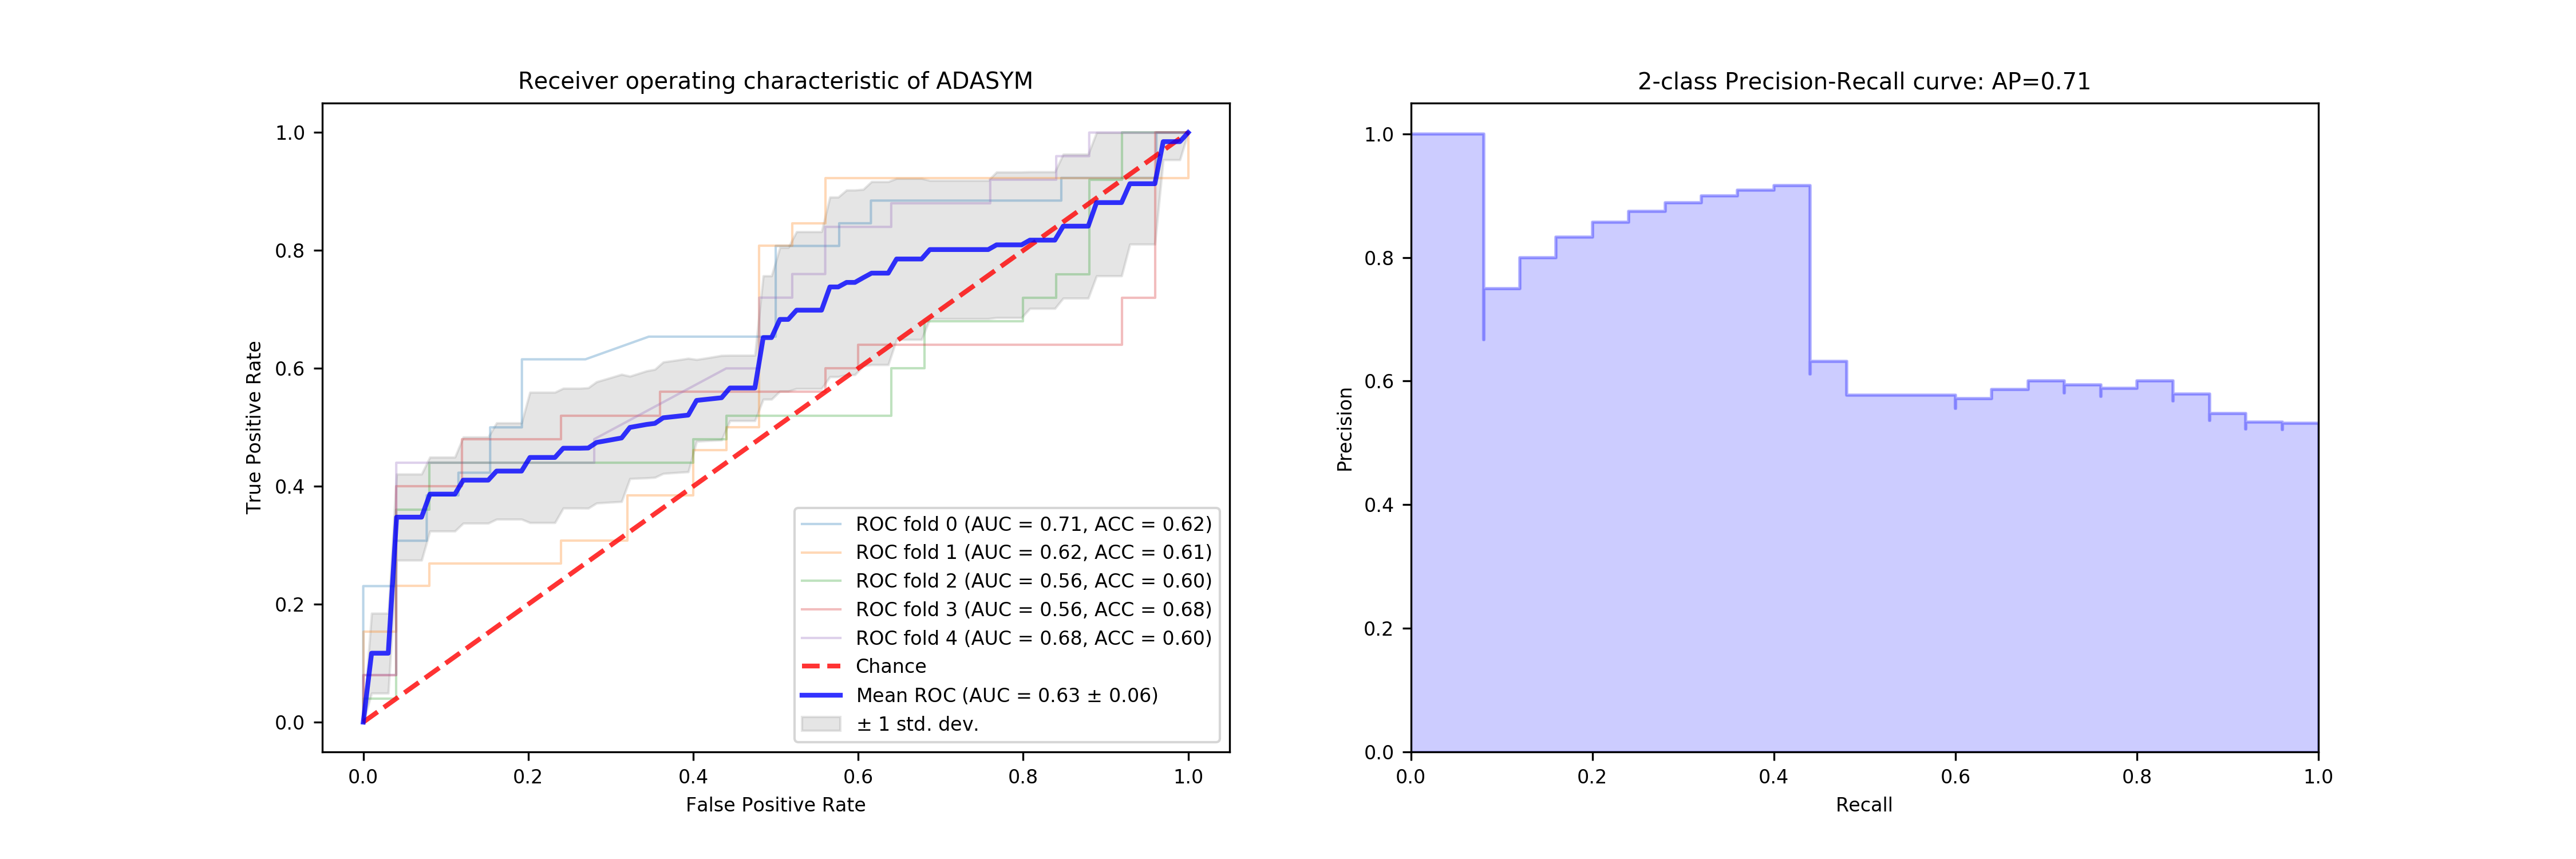 Receiver operating characteristic of ADASYM
True Positive Rate
1.0
0.8
0.6
0.4
0.2
0.0
0.0 0.2 0.4 0.6 0.8 1.0
False Positive Rate
ROC fold 0 (AUC = 0.71, ACC = 0.62)
ROC fold 1 (AUC = 0.62, ACC = 0.61)
ROC fold 2 (AUC = 0.56, ACC = 0.60)
ROC fold 3 (AUC = 0.56, ACC = 0.68)
ROC fold 4 (AUC = 0.68, ACC = 0.60)
Chance
Mean ROC (AUC = 0.63 ± 0.06)
± 1 std. dev.
2-class Precision-Recall curve: AP=0.71
Precision
1.0
0.8
0.6
0.4
0.2
0.0
0.0 0.2 0.4 0.6 0.8 1.0
Recall